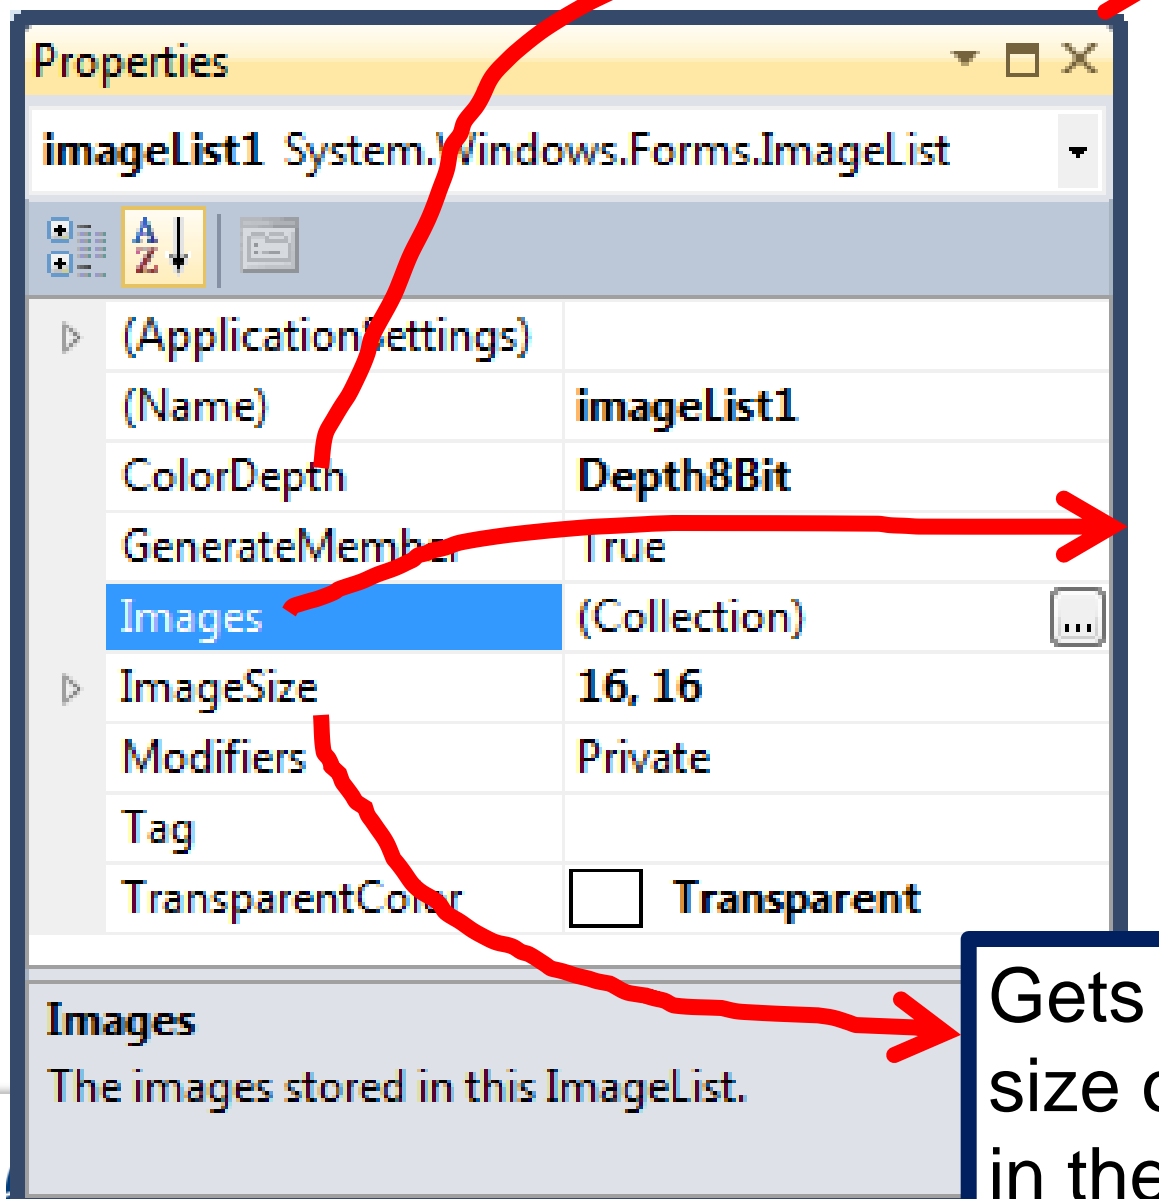 Properties
imageList1 System.Windows.Forms.ImageList
(ApplicationSettings)
(Name) imageList1
ColorDepth Depth8Bit
GenerateMember True
Images (Collection) ...
ImageSize 16, 16
Modifiers Private
Tag
TransparentColor Transparent
Images
The images stored in this ImageList.
Gets
size
in the